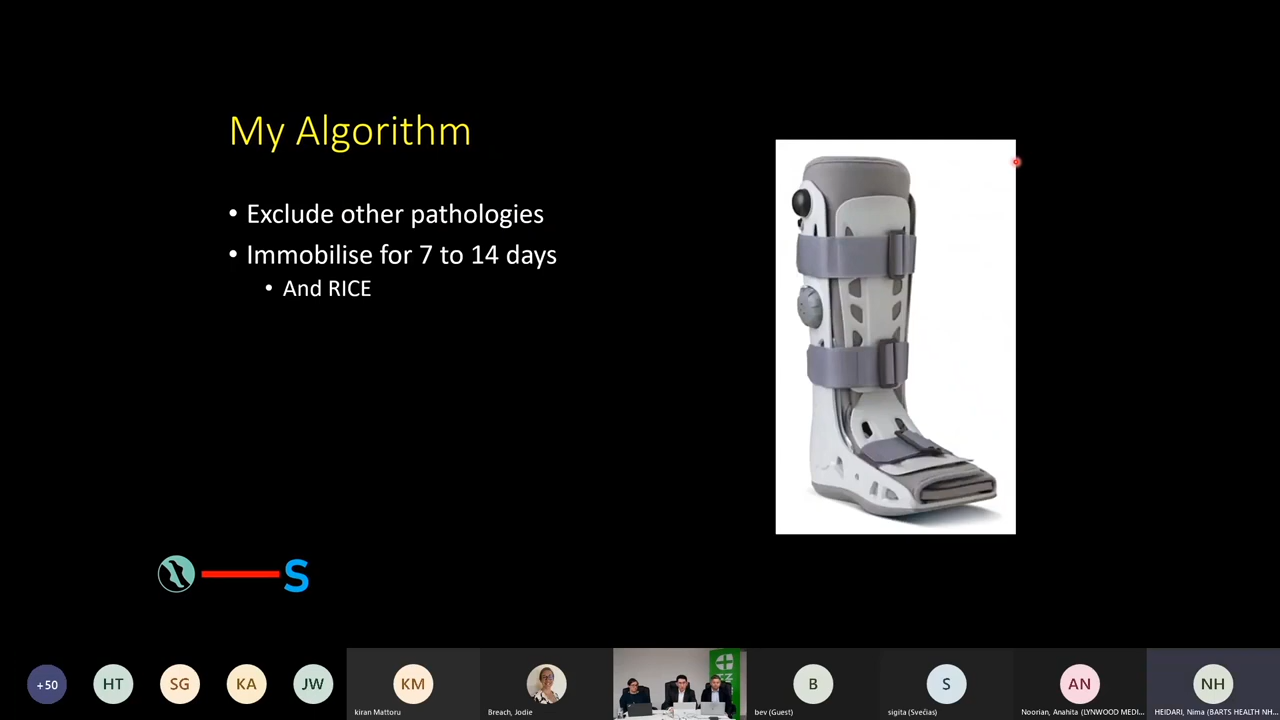 My Algorithm
• Exclude other pathologies
• Immobilise for 7 to 14 days
• And RICE
S
+50
HT
SG
KA
JW
KM
B
S
AN
NH
kiran Mattoru
Breach, Jodie
bev (Guest)
sigita (Svečias)
Noorian, Anahita (LYNWOOD MEDI...
HEIDARI, Nima (BARTS HEALTH NH...